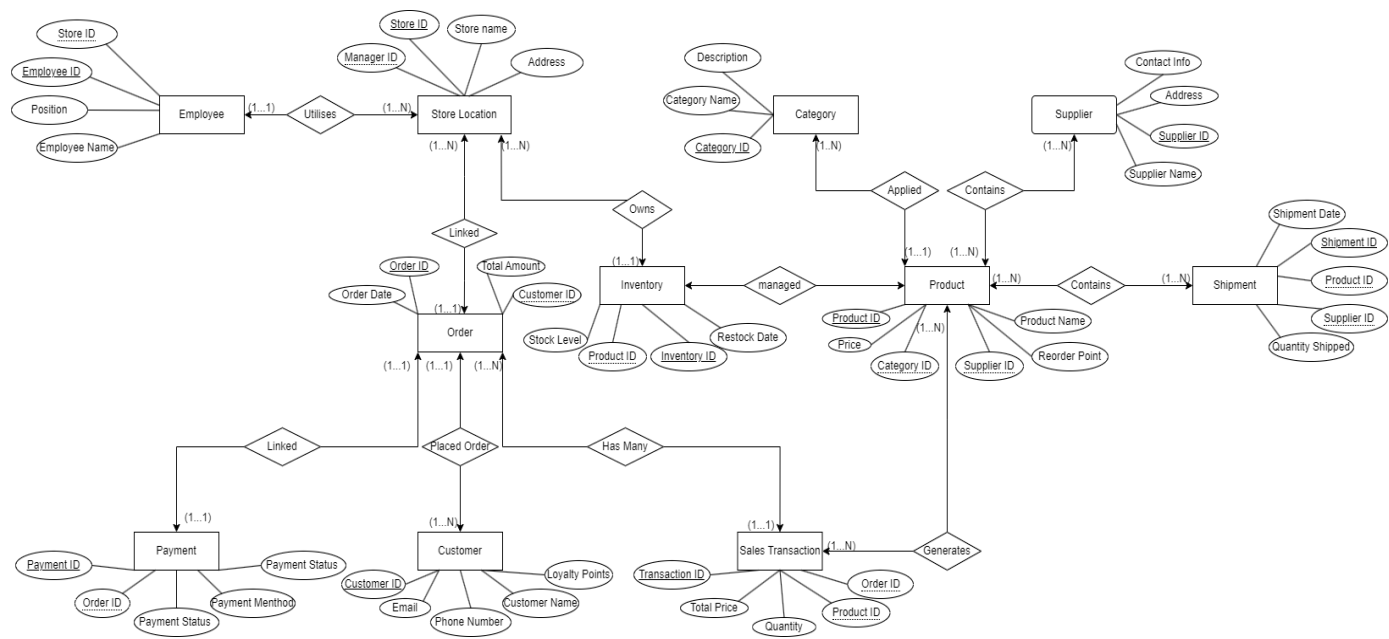 Store ID
Employee ID
Position
Employee Name
Employee
(1...1)
Utilises
(1...N)
Store ID
Store name
Manager ID
Address
Store Location
(1...N)
(1...N)
Description
Category Name
Category ID
Category
(1..N)
Contact Info
Address
Supplier ID
Supplier Name
Supplier
(1...N)
Owns
Applied
Contains
Linked
(1...1)
(1...1)
(1...N)
Inventory
managed
Product
(1...N)
Contains
(1...N)
Shipment
Shipment Date
Shipment ID
Product ID
Supplier ID
Quantity Shipped
Order ID
Total Amount
Order Date
Customer ID
(1...1)
Order
(1...1)
(1...1)
(1...N)
Stock Level
Product ID
Inventory ID
Restock Date
Product ID
Price
Category ID
(1...N)
Supplier ID
Product Name
Reorder Point
Linked
Placed Order
Has Many
(1...1)
(1...N)
(1...1)
Payment
Customer
Sales Transaction
(1...N)
Generates
Payment ID
Payment Status
Order ID
Payment Menthod
Payment Status
Customer ID
Loyalty Points
Email
Customer Name
Phone Number
Transaction ID
Order ID
Total Price
Product ID
Quantity